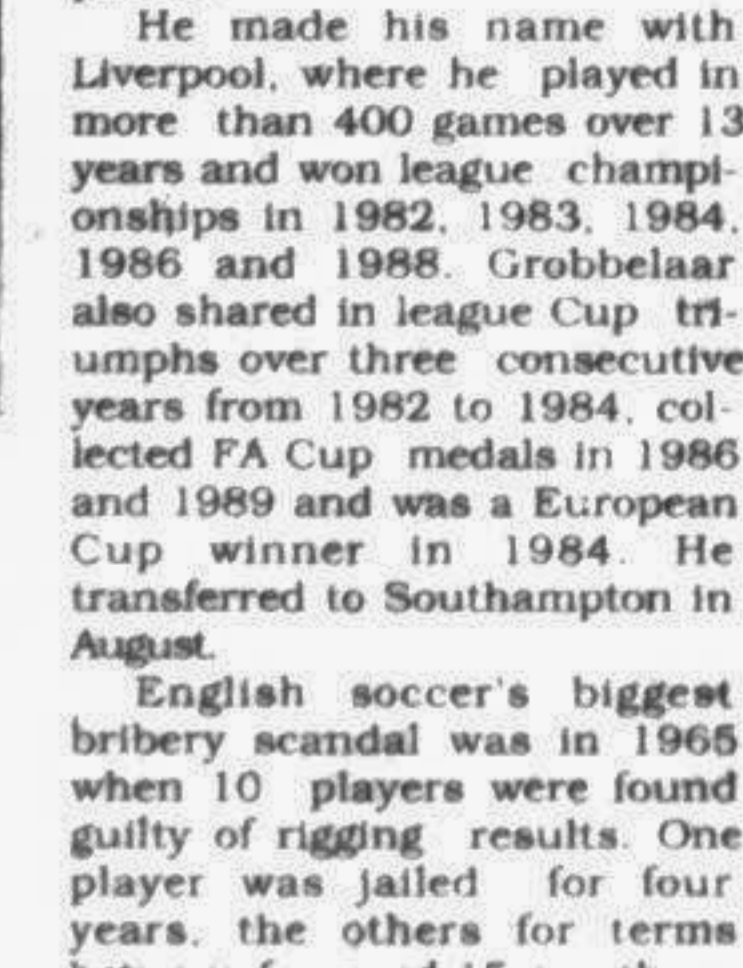 He made his name with
Liverpool, where he played in
more than 400 games over 13
years and won league champi-
onships in 1982, 1983, 1984,
1986 and 1988. Grobbelaar
also shared in league Cup tri-
umphs over three consecutive
years from 1982 to 1984, col-
lected FA Cup medals in 1986
and 1989 and was a European
Cup winner in 1984. He
transferred to Southampton in
August.
English soccer's biggest
bribery scandal was in 1965
when 10 players were found
guilty of rigging results. One
player was jailed for four
years, the others for terms